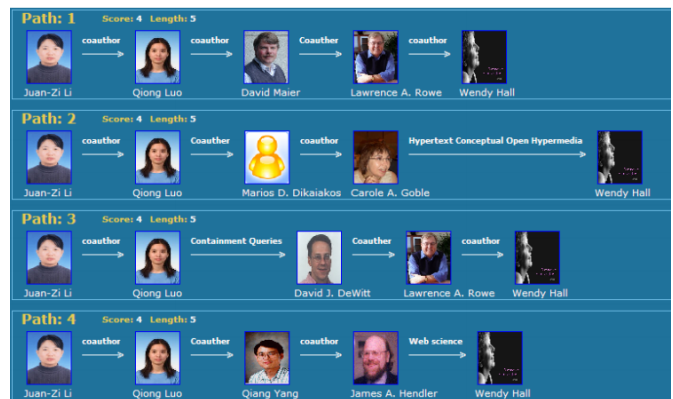 Path: 1 Score: 4 Length: 5
coauthor coauthor Coauther coauthor
Juan-Zi Li Qiong Luo David Maier Lawrence A. Rowe Wendy Hall
Path: 2 Score: 4 Length: 5
coauthor Coauther coauthor Hypertext Conceptual Open Hypermedia
Juan-Zi Li Qiong Luo Marios D. Dikaiakos Carole A. Goble Wendy Hall
Path: 3 Score: 4 Length: 5
coauthor Containment Queries Coauther coauthor
Juan-Zi Li Qiong Luo David J. DeWitt Lawrence A. Rowe Wendy Hall
Path: 4 Score: 4 Length: 5
coauthor Coauther coauthor Web science
Juan-Zi Li Qiong Luo Qiang Yang James A. Hendler Wendy Hall